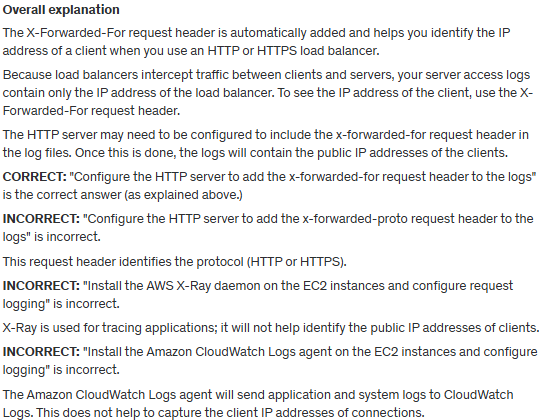 Overall explanation
The X-Forwarded-For request header is automatically added and helps you identify the IP
address of a client when you use an HTTP or HTTPS load balancer.
Because load balancers intercept traffic between clients and servers, your server access logs
contain only the IP address of the load balancer. To see the IP address of the client, use the X-
Forwarded-For request header.
The HTTP server may need to be configured to include the x-forwarded-for request header in
the log files. Once this is done, the logs will contain the public IP addresses of the clients.
CORRECT: "Configure the HTTP server to add the x-forwarded-for request header to the logs"
is the correct answer (as explained above.)
INCORRECT: "Configure the HTTP server to add the x-forwarded-proto request header to the
logs" is incorrect.
This request header identifies the protocol (HTTP or HTTPS).
INCORRECT: "Install the AWS X-Ray daemon on the EC2 instances and configure request
logging" is incorrect.
X-Ray is used for tracing applications; it will not help identify the public IP addresses of clients.
INCORRECT: "Install the Amazon CloudWatch Logs agent on the EC2 instances and configure
logging" is incorrect.
The Amazon CloudWatch Logs agent will send application and system logs to CloudWatch
Logs. This does not help to capture the client IP addresses of connections.